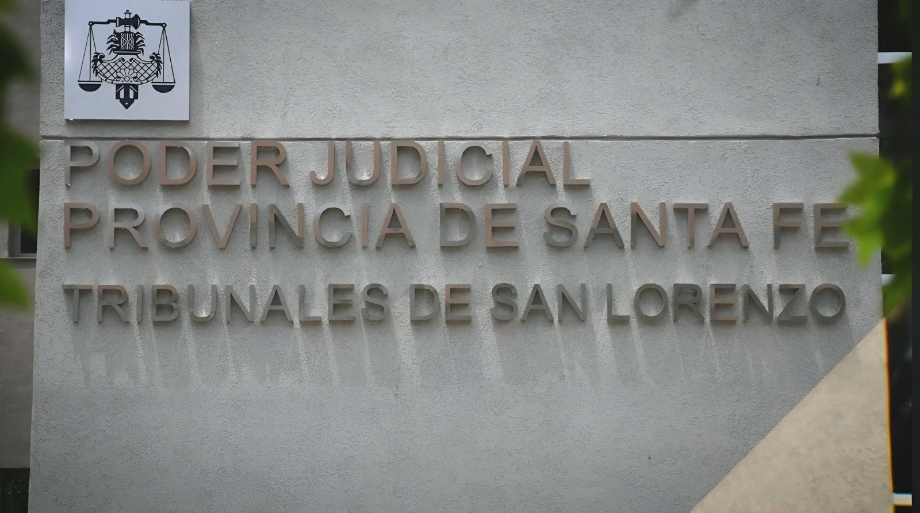 PODER JUDICIAL
PROVINCIA DE SANTA FE
TRIBUNALES DE SAN LORENZO